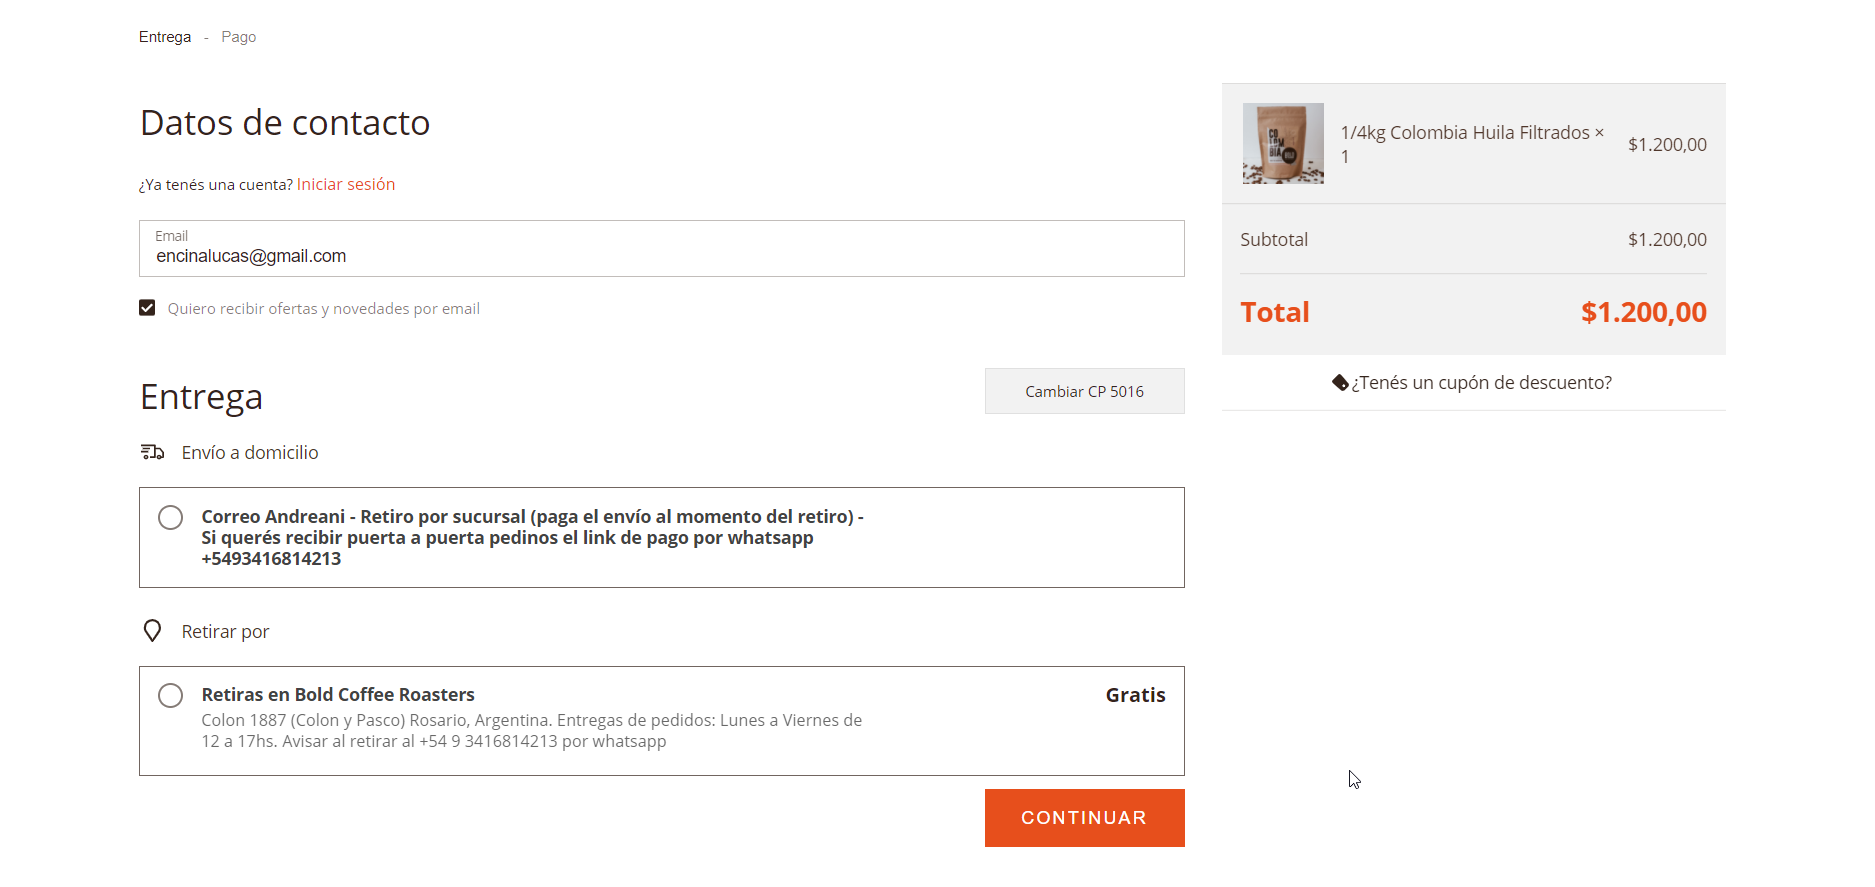 Entrega - Pago
Datos de contacto
¿Ya tenés una cuenta? Iniciar sesión
Email
encinalucas@gmail.com
Quiero recibir ofertas y novedades por email
Entrega
Cambiar CP 5016
Envío a domicilio
Correo Andreani - Retiro por sucursal (paga el envío al momento del retiro) -
Si querés recibir puerta a puerta pedinos el link de pago por whatsapp
+5493416814213
Retirar por
Retiras en Bold Coffee Roasters
Gratis
Colon 1887 (Colon y Pasco) Rosario, Argentina. Entregas de pedidos: Lunes a Viernes de
12 a 17hs. Avisar al retirar al +54 9 3416814213 por whatsapp
CONTINUAR
CO
LOM
BIA
1/4kg Colombia Huila Filtrados ×
1
$1.200,00
Subtotal
$1.200,00
Total
$1.200,00
¿Tenés un cupón de descuento?